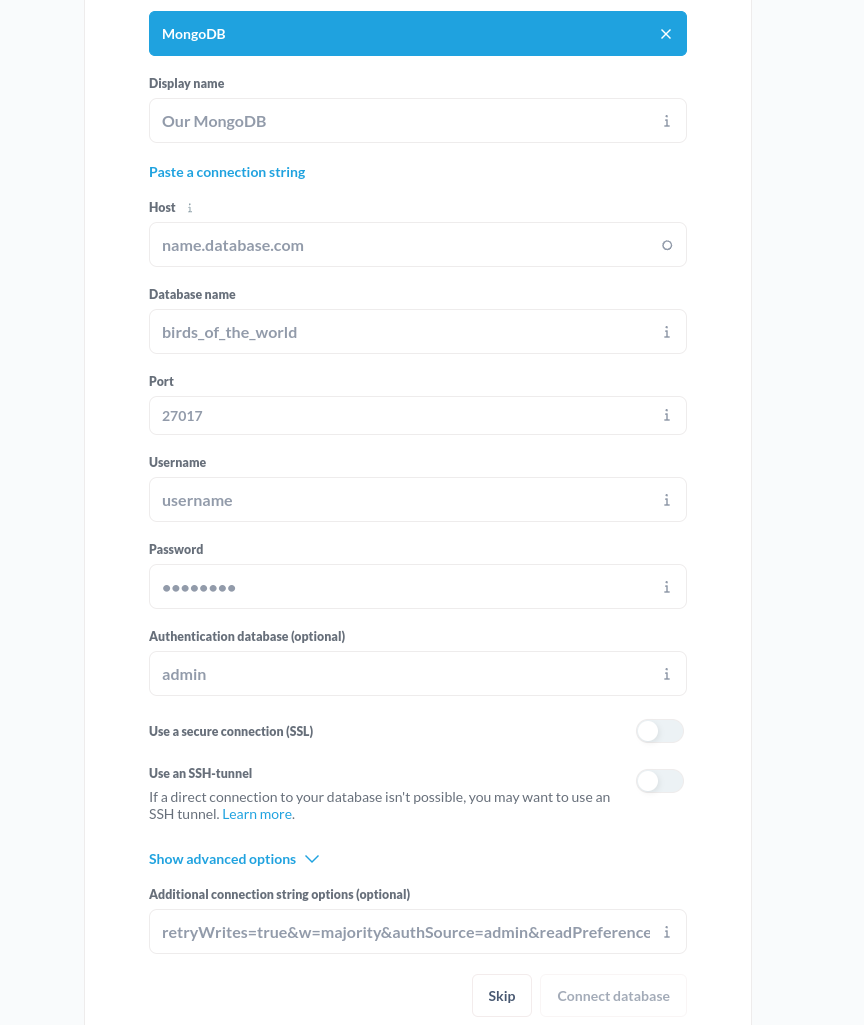 MongoDB
Display name
Our MongoDB
Paste a connection string
Host
name.database.com
Database name
birds_of_the_world
Port
27017
Username
username
Password
••••••••
Authentication database (optional)
admin
Use a secure connection (SSL)
Use an SSH-tunnel
If a direct connection to your database isn't possible, you may want to use an
SSH tunnel. Learn more.
Show advanced options
Additional connection string options (optional)
retryWrites=true&w=majority&authSource=admin&readPreference
Skip
Connect database